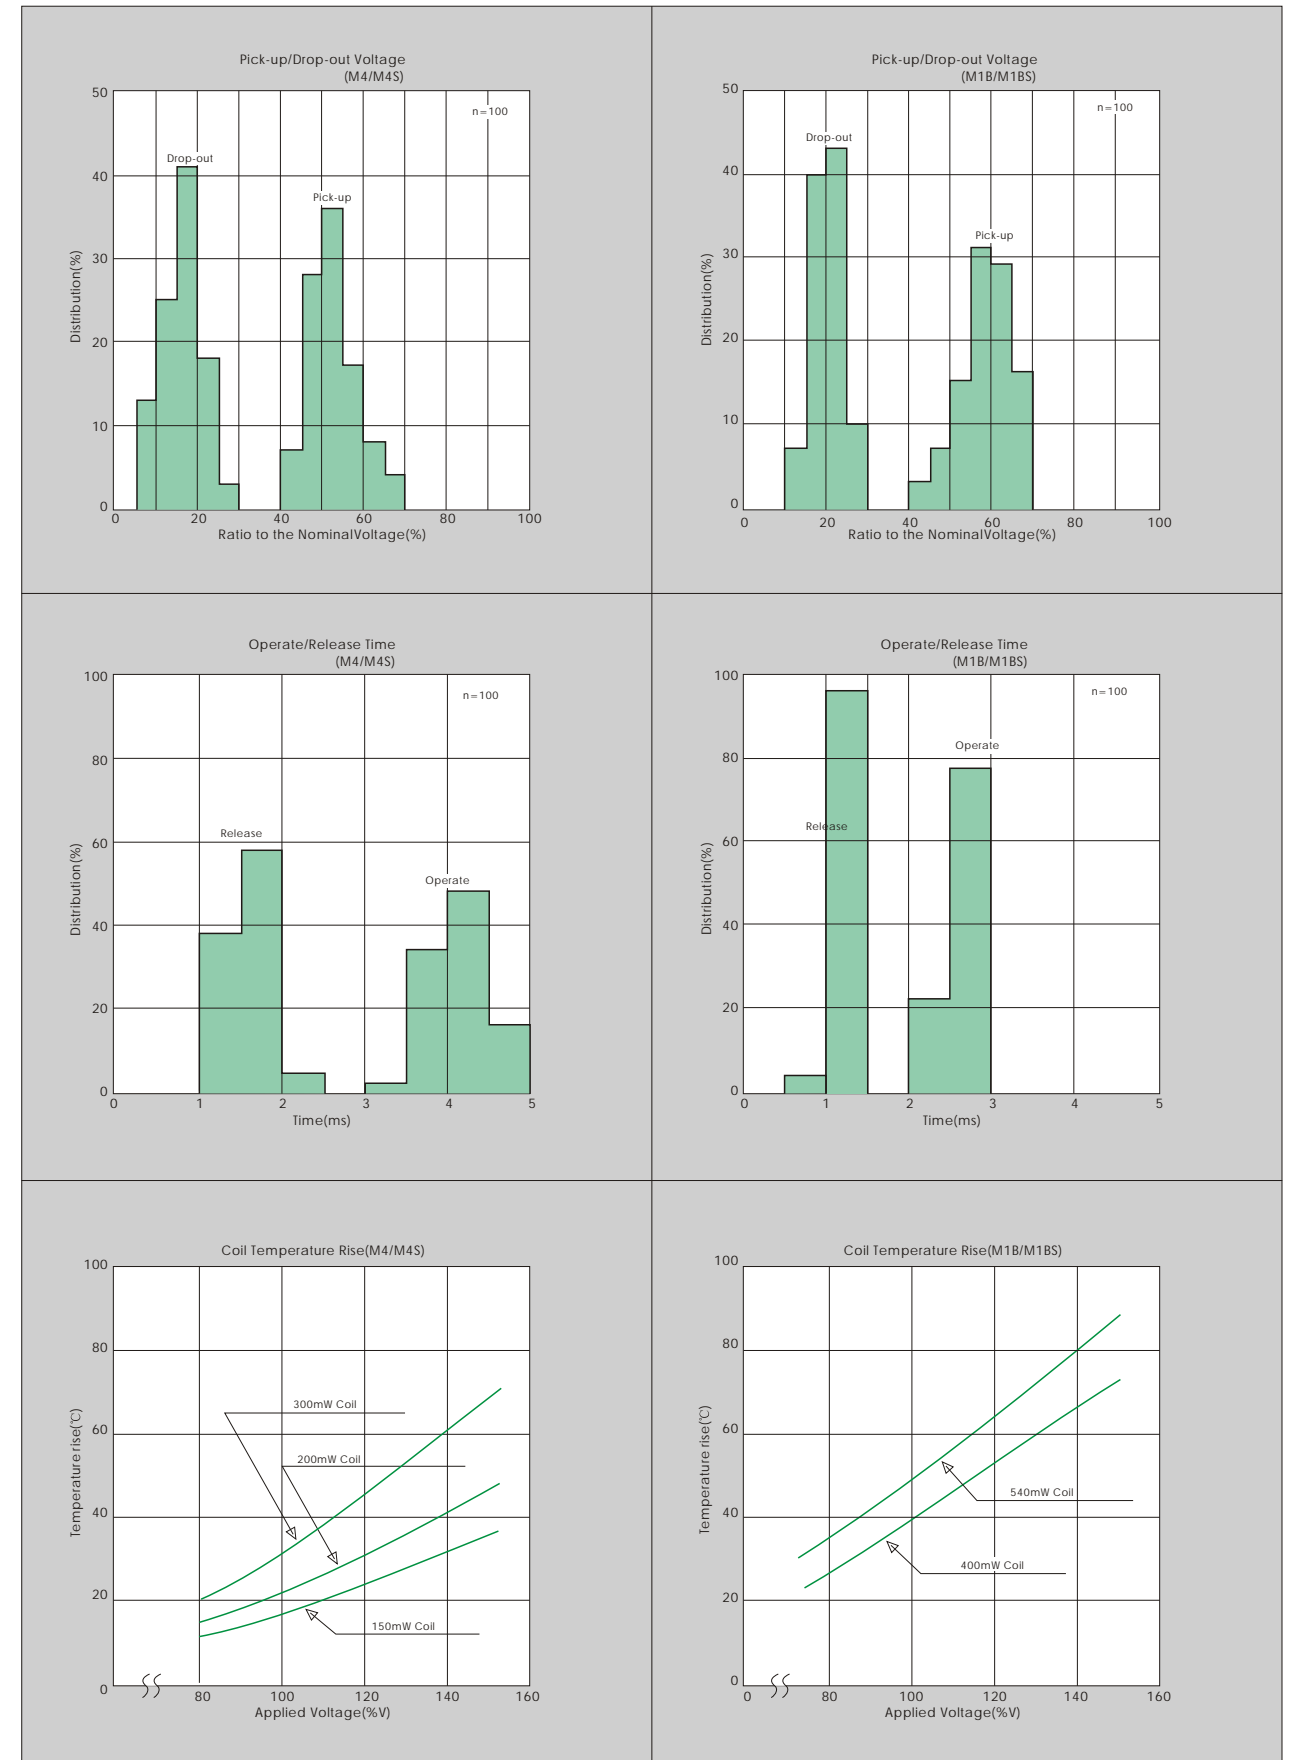 Pick-up/Drop-out Voltage
(M4/M4S)
50
n=100
Drop-out
40
Pick-up
30
Distribution(%)
20
10
0
0 20 40 60 80 100
Ratio to the NominalVoltage(%)
Pick-up/Drop-out Voltage
(M1B/M1BS)
50
n=100
Drop-out
40
Pick-up
30
Distribution(%)
20
10
0
0 20 40 60 80 100
Ratio to the NominalVoltage(%)
Operate/Release Time
(M4/M4S)
100
n=100
80
Release
60
Operate
Distribution(%)
40
20
0
0 1 2 3 4 5
Time(ms)
Operate/Release Time
(M1B/M1BS)
100
n=100
Operate
80
Release
60
Distribution(%)
40
20
0
0 1 2 3 4 5
Time(ms)
Coil Temperature Rise(M4/M4S)
100
80
300mW Coil
60
200mW Coil
Temperature rise(℃)
40
20
150mW Coil
0
80 100 120 140 160
Applied Voltage(%V)
Coil Temperature Rise(M1B/M1BS)
100
80
60
Temperature rise(℃)
540mW Coil
40
400mW Coil
20
0
0 80 100 120 140 160
Applied Voltage(%V)